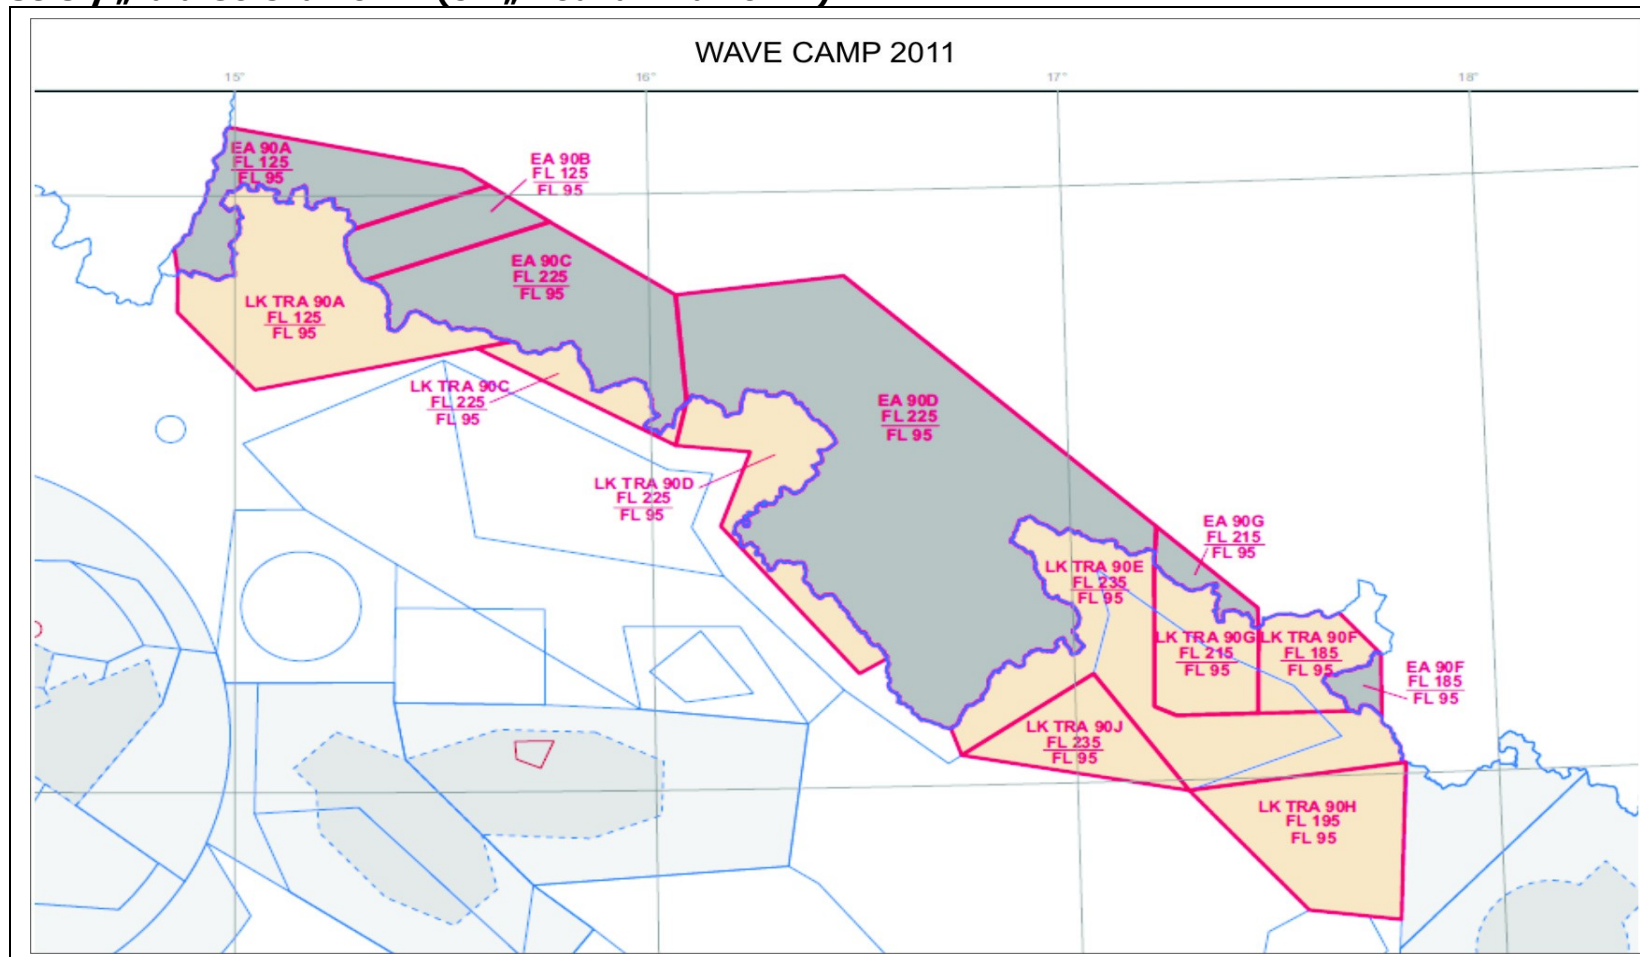 WAVE CAMP 2011
15°
16°
17°
18°
EA 90A
FL 125
FL 95
EA 90B
FL 125
FL 95
EA 90C
FL 225
FL 95
LK TRA 90A
FL 125
FL 95
LK TRA 90C
FL 225
FL 95
EA 90D
FL 225
FL 95
LK TRA 90D
FL 225
FL 95
EA 90G
FL 215
FL 95
LK TRA 90E
FL 235
FL 95
LK TRA 90G
FL 215
FL 95
LK TRA 90F
FL 185
FL 95
EA 90F
FL 185
FL 95
LK TRA 90J
FL 235
FL 95
LK TRA 90H
FL 195
FL 95